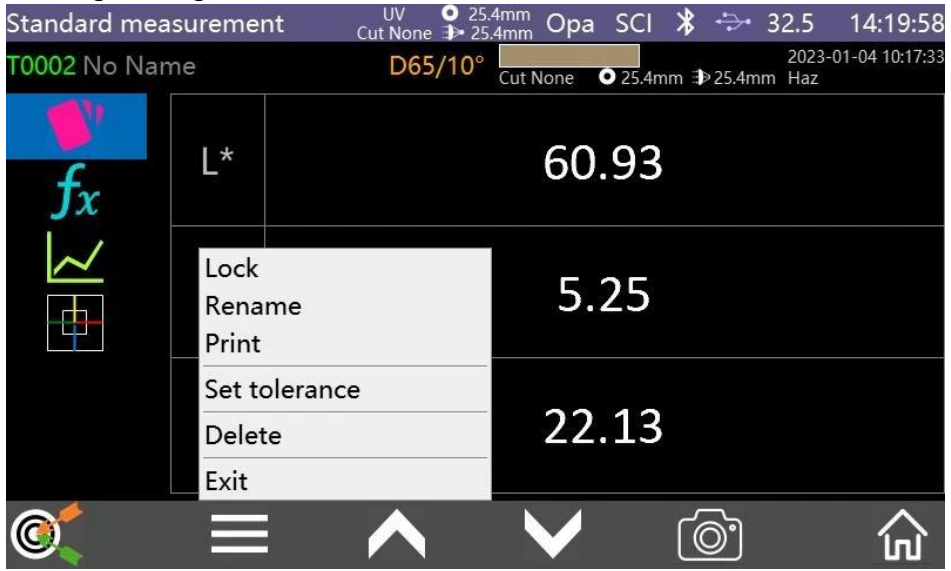 Standard measurement UV 25.4mm Opa SCI 32.5 14:19:58
Cut None 25.4mm
T0002 No Name D65/10° 2023-01-04 10:17:33
Cut None 25.4mm 25.4mm Haz
L* 60.93
5.25
22.13
Lock
Rename
Print
Set tolerance
Delete
Exit
fx